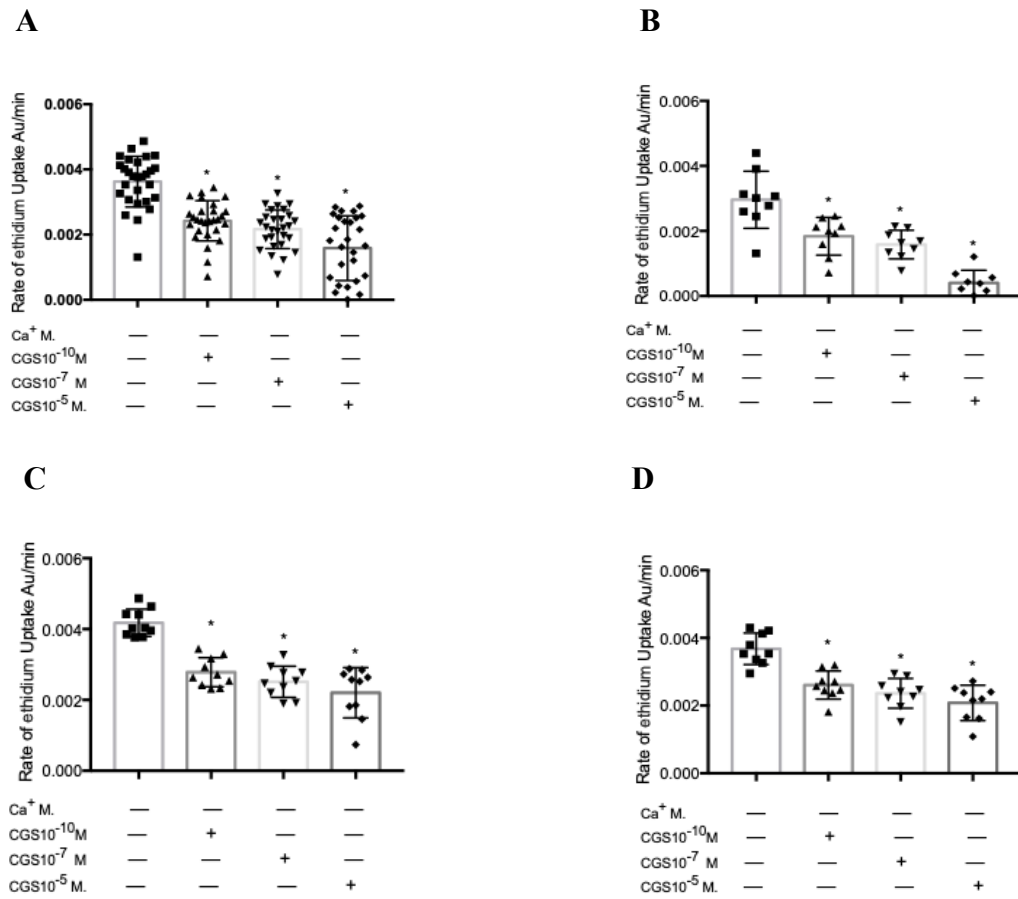 A
Rate of ethidium Uptake Au/min
0.006
0.004
0.002
0.000
*
*
*
Ca⁺ M. — — — —
CGS10⁻¹⁰M — + — —
CGS10⁻⁷ M — — + —
CGS10⁻⁵ M. — — — +
B
Rate of ethidium Uptake Au/min
0.006
0.004
0.002
0.000
*
*
*
Ca⁺ M. — — — —
CGS10⁻¹⁰M — + — —
CGS10⁻⁷ M — — + —
CGS10⁻⁵ M. — — — +
C
Rate of ethidium Uptake Au/min
0.006
0.004
0.002
0.000
*
*
*
Ca⁺ M. — — — —
CGS10⁻¹⁰M — + — —
CGS10⁻⁷ M — — + —
CGS10⁻⁵ M. — — — +
D
Rate of ethidium Uptake Au/min
0.006
0.004
0.002
0.000
*
*
*
Ca⁺ M. — — — —
CGS10⁻¹⁰M — + — —
CGS10⁻⁷ M — — + —
CGS10⁻⁵ M. — — — +